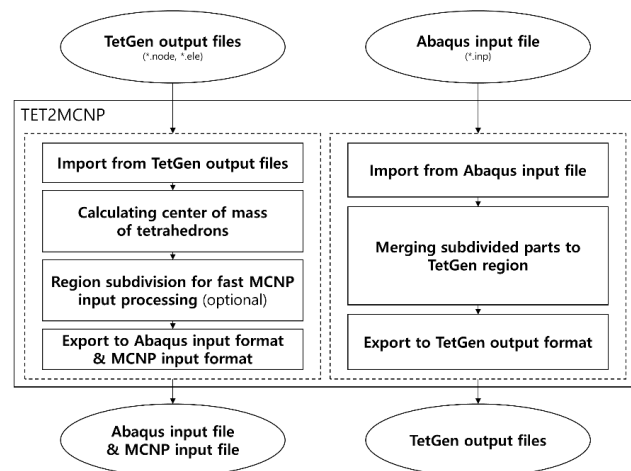 TetGen output files
(*.node, *.ele)
Abaqus input file
(*.inp)
TET2MCNP
Import from TetGen output files
Calculating center of mass
of tetrahedrons
Region subdivision for fast MCNP
input processing (optional)
Export to Abaqus input format
& MCNP input format
Import from Abaqus input file
Merging subdivided parts to
TetGen region
Export to TetGen output format
Abaqus input file
& MCNP input file
TetGen output files